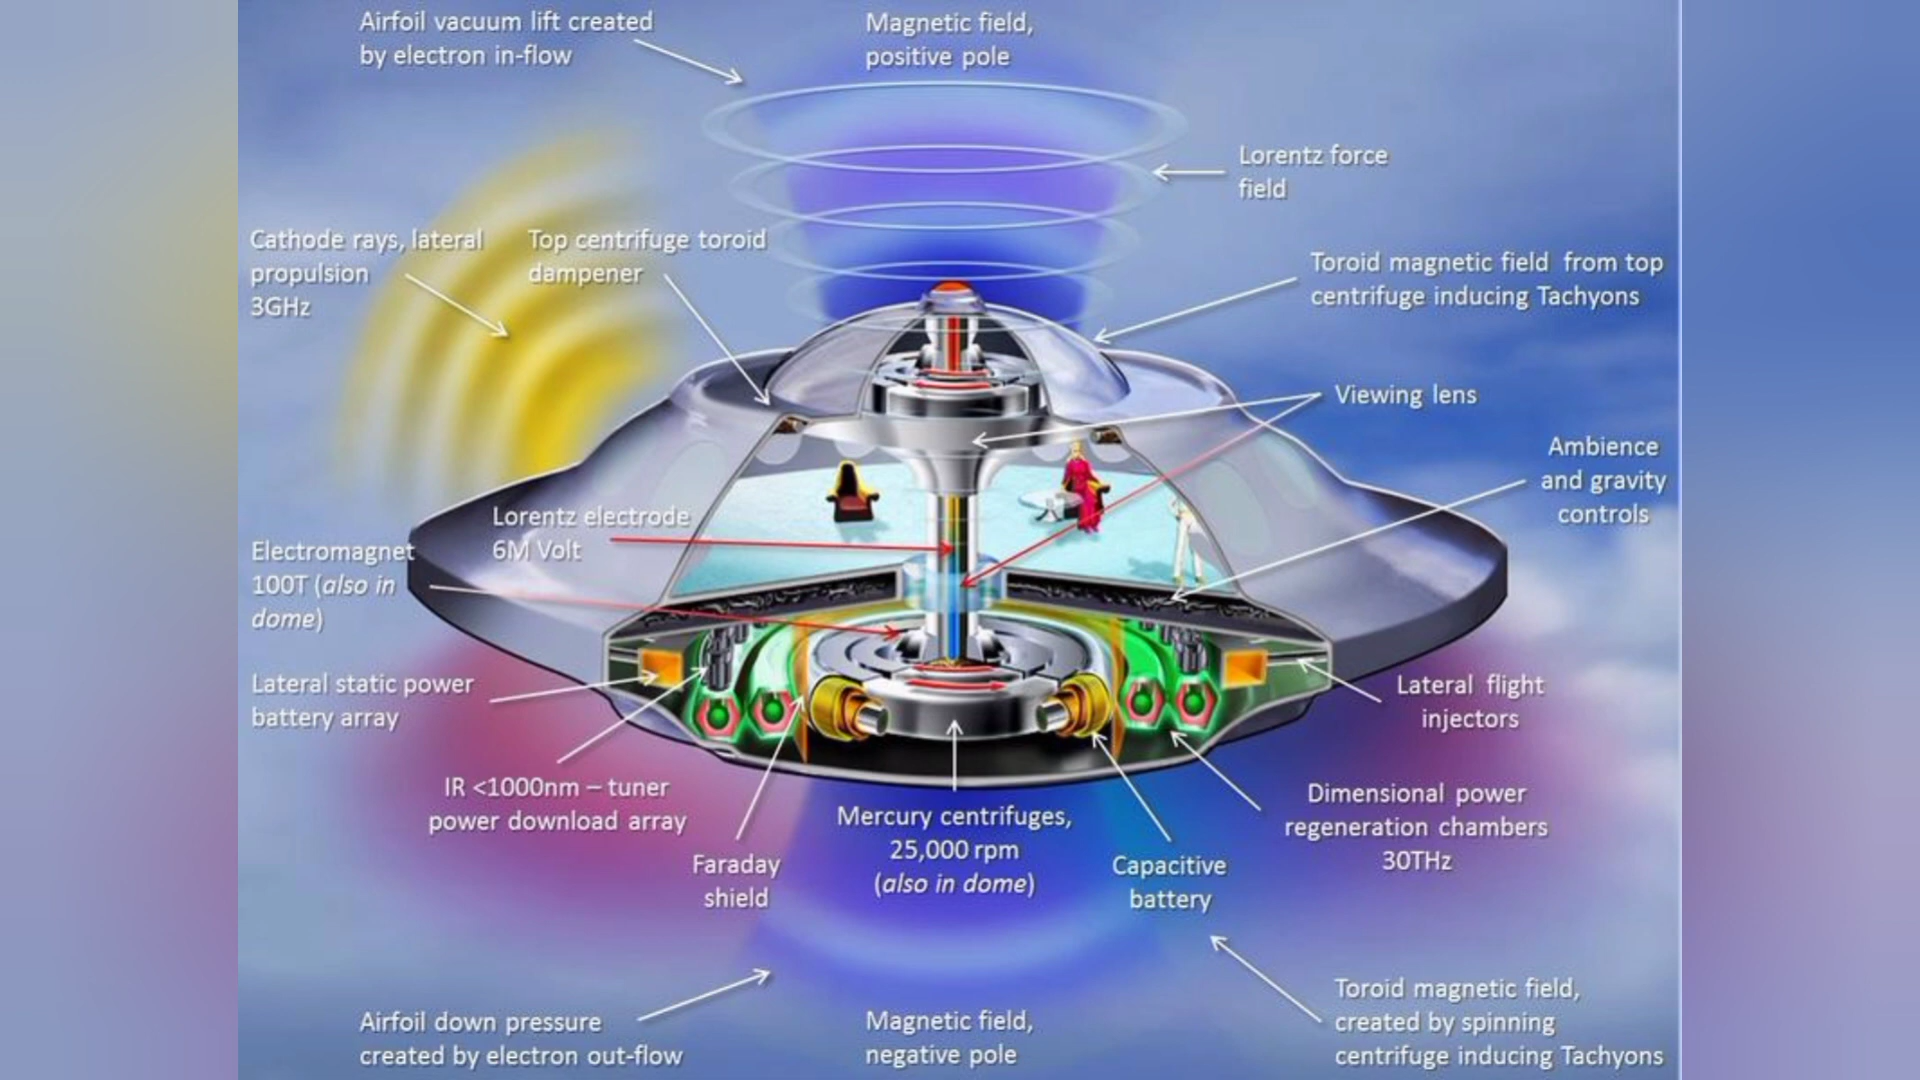 Airfoil vacuum lift created
by electron in-flow
Magnetic field,
positive pole
Lorentz force
field
Cathode rays, lateral
propulsion
3GHz
Top centrifuge toroid
dampener
Toroid magnetic field from top
centrifuge inducing Tachyons
Viewing lens
Ambience
and gravity
controls
Lorentz electrode
6M Volt
Electromagnet
100T (also in
dome)
Lateral static power
battery array
Lateral flight
injectors
IR <1000nm – tuner
power download array
Faraday
shield
Mercury centrifuges,
25,000 rpm
(also in dome)
Capacitive
battery
Dimensional power
regeneration chambers
30THz
Airfoil down pressure
created by electron out-flow
Magnetic field,
negative pole
Toroid magnetic field,
created by spinning
centrifuge inducing Tachyons